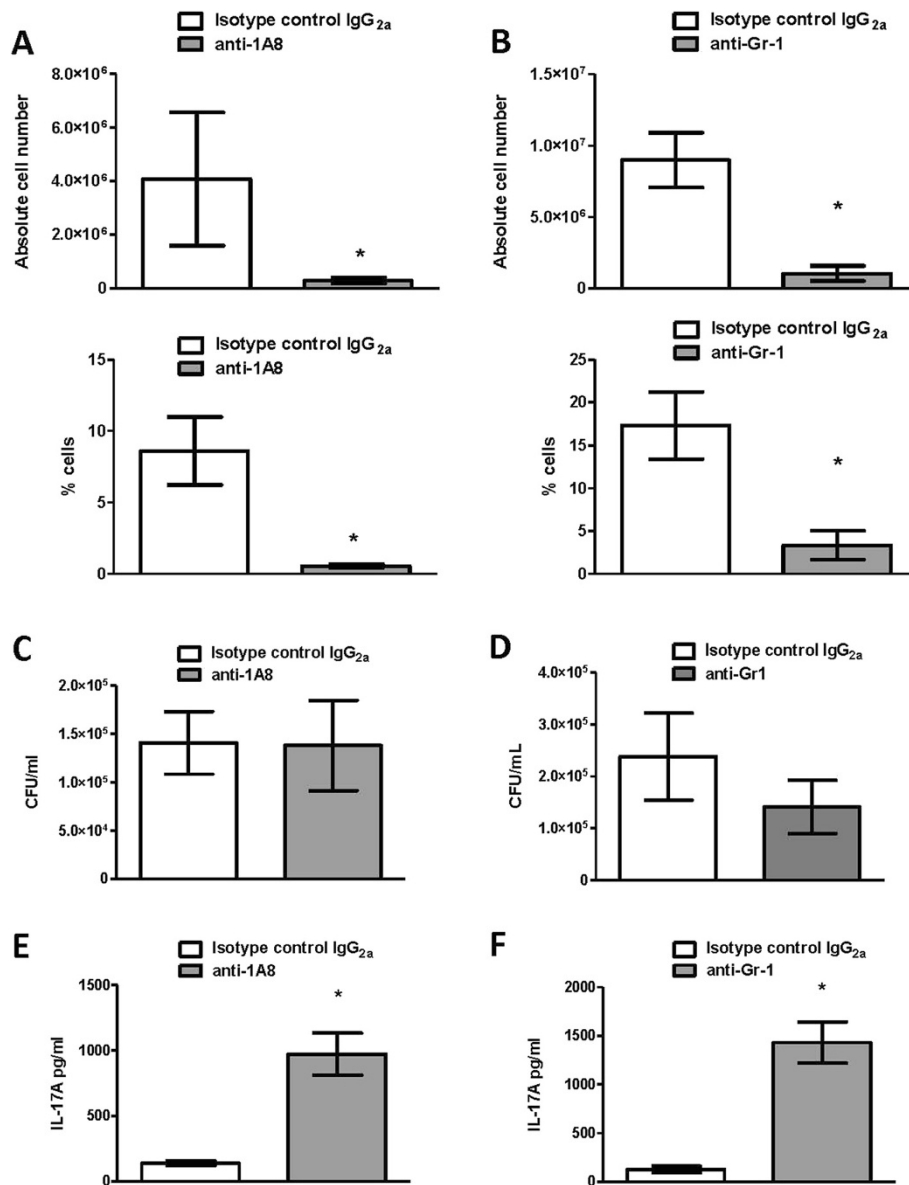 A
Isotype control IgG2a
anti-1A8
Absolute cell number
8.0×10⁶
6.0×10⁶
4.0×10⁶
2.0×10⁶
0
*
Isotype control IgG2a
anti-1A8
% cells
15
10
5
0
*
B
Isotype control IgG2a
anti-Gr-1
Absolute cell number
1.5×10⁷
1.0×10⁷
5.0×10⁶
0
*
Isotype control IgG2a
anti-Gr-1
% cells
25
20
15
10
5
0
*
C
Isotype control IgG2a
anti-1A8
CFU/ml
2.0×10⁵
1.5×10⁵
1.0×10⁵
5.0×10⁴
0
D
Isotype control IgG2a
anti-Gr1
CFU/mL
4.0×10⁵
3.0×10⁵
2.0×10⁵
1.0×10⁵
0
E
Isotype control IgG2a
anti-1A8
IL-17A pg/ml
1500
1000
500
0
*
F
Isotype control IgG2a
anti-Gr-1
IL-17A pg/ml
2000
1500
1000
500
0
*